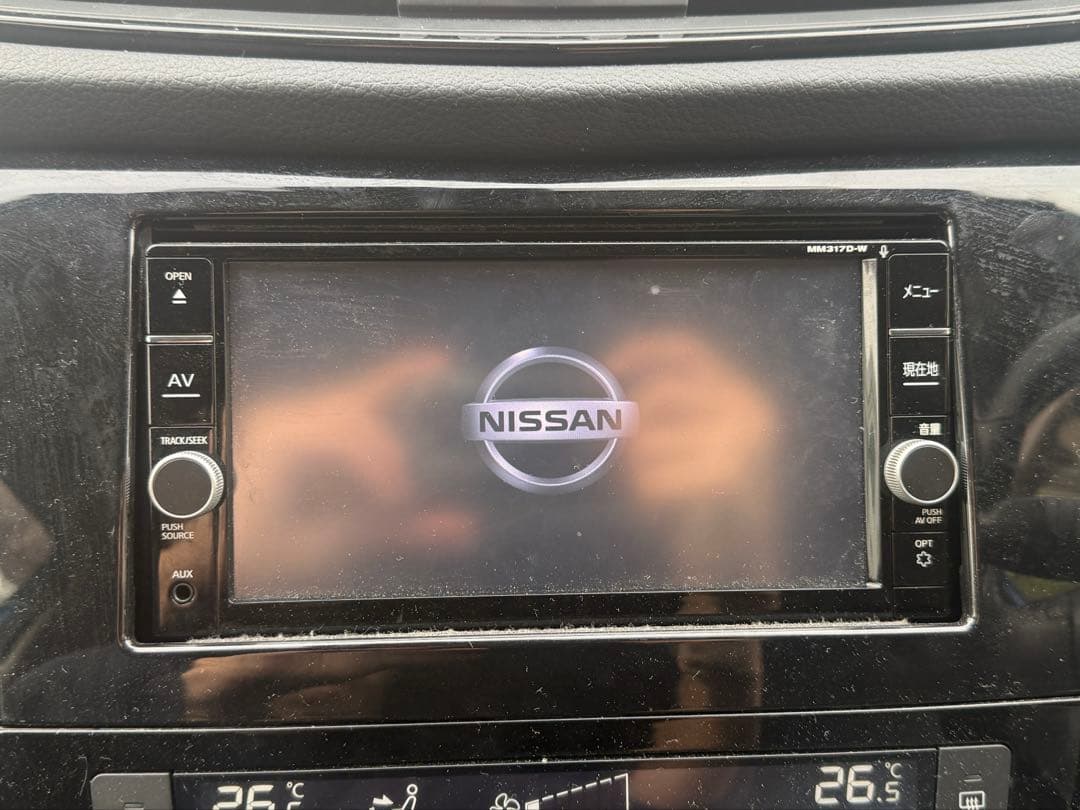 MM317D-W
OPEN
メニュー
AV
現在地
NISSAN
TRACK/SEEK
音量
PUSH
SOURCE
PUSH
AV OFF
AUX
OPT
26 °C
26.5 °C